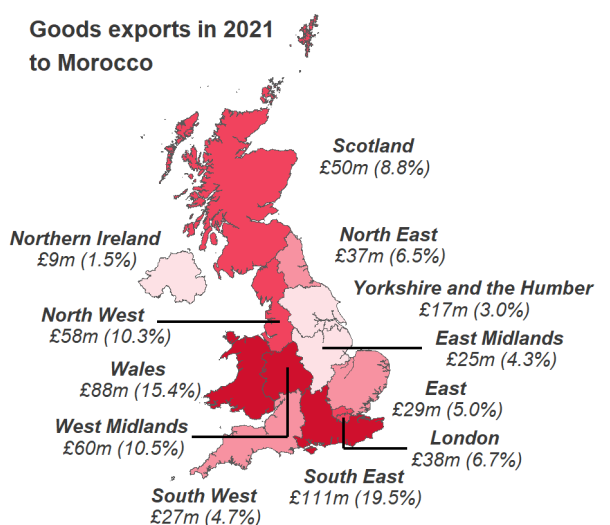 Goods exports in 2021
to Morocco
Scotland
£50m (8.8%)
Northern Ireland
£9m (1.5%)
North East
£37m (6.5%)
Yorkshire and the Humber
£17m (3.0%)
North West
£58m (10.3%)
East Midlands
£25m (4.3%)
Wales
£88m (15.4%)
East
£29m (5.0%)
West Midlands
£60m (10.5%)
London
£38m (6.7%)
South East
£111m (19.5%)
South West
£27m (4.7%)